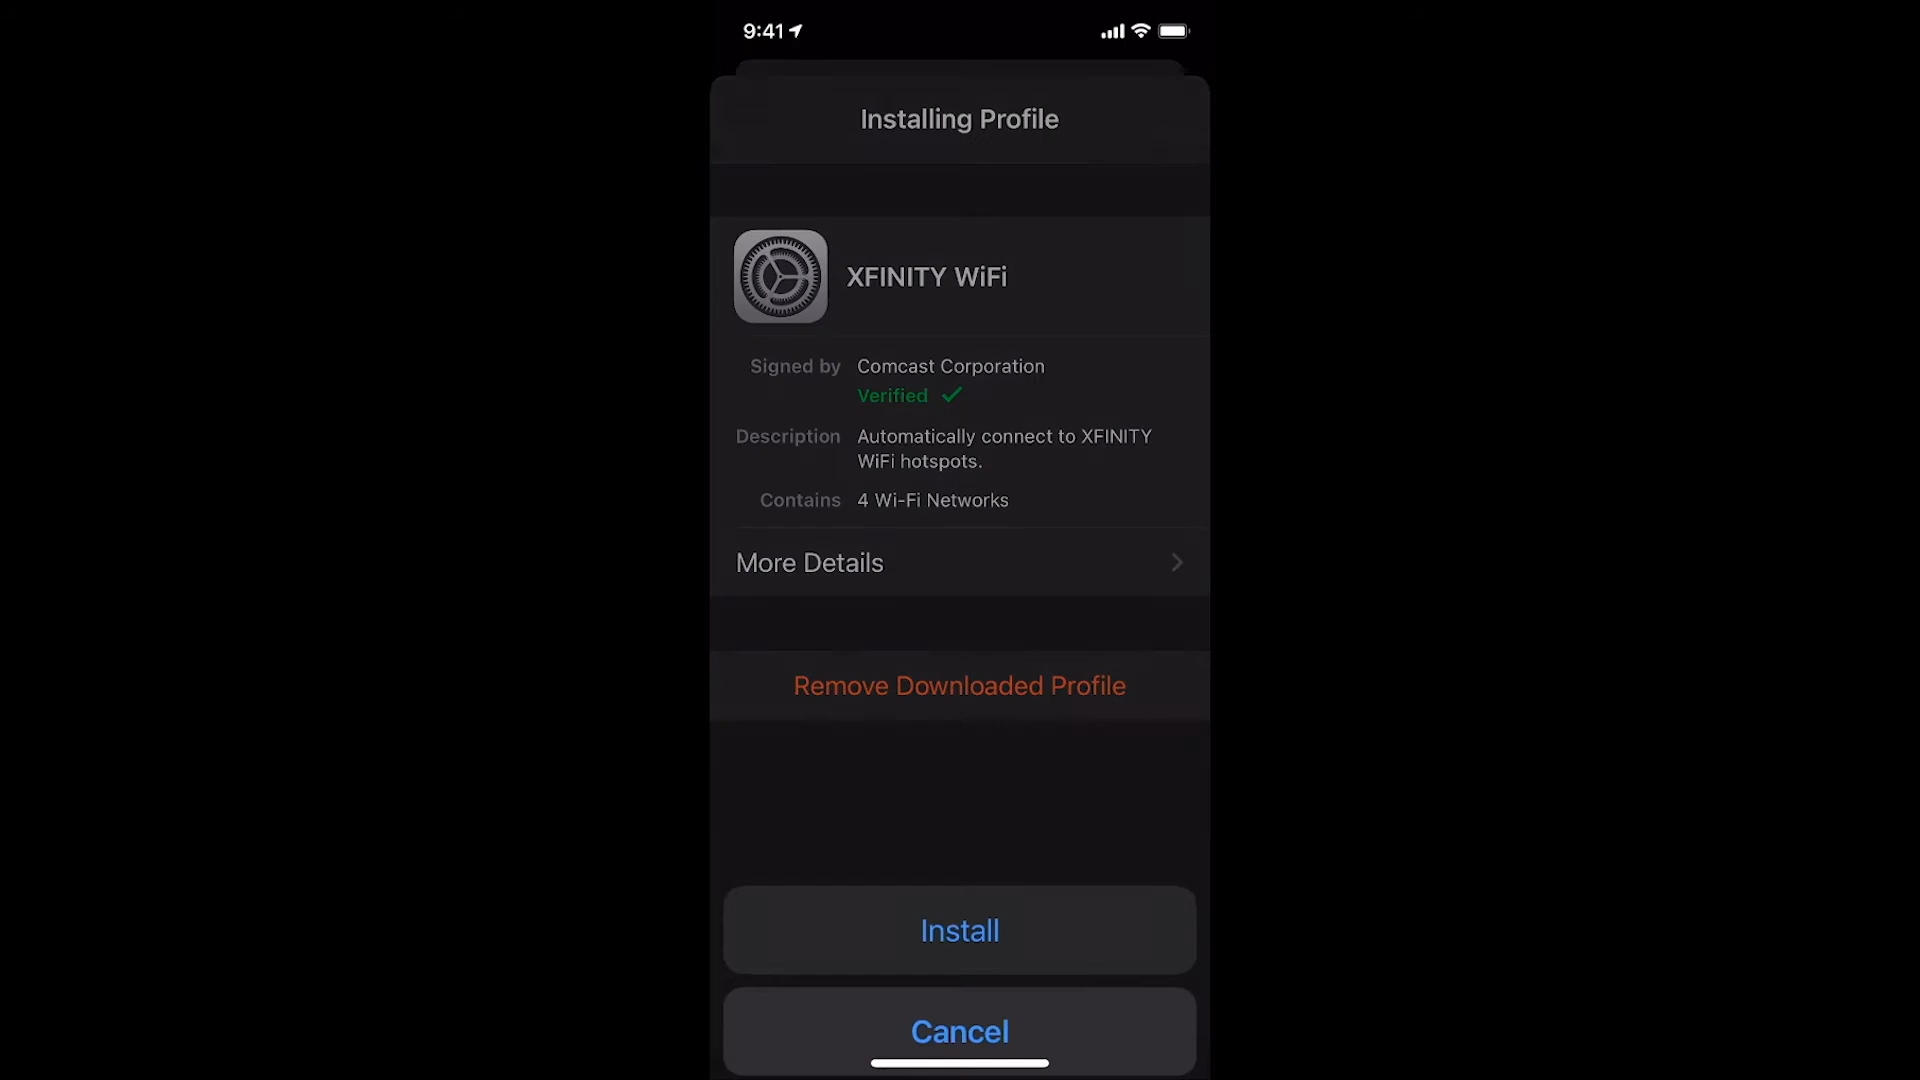 9:41
Installing Profile
XFINITY WiFi
Signed by Comcast Corporation
Verified
Description Automatically connect to XFINITY
WiFi hotspots.
Contains 4 Wi-Fi Networks
More Details
Remove Downloaded Profile
Install
Cancel